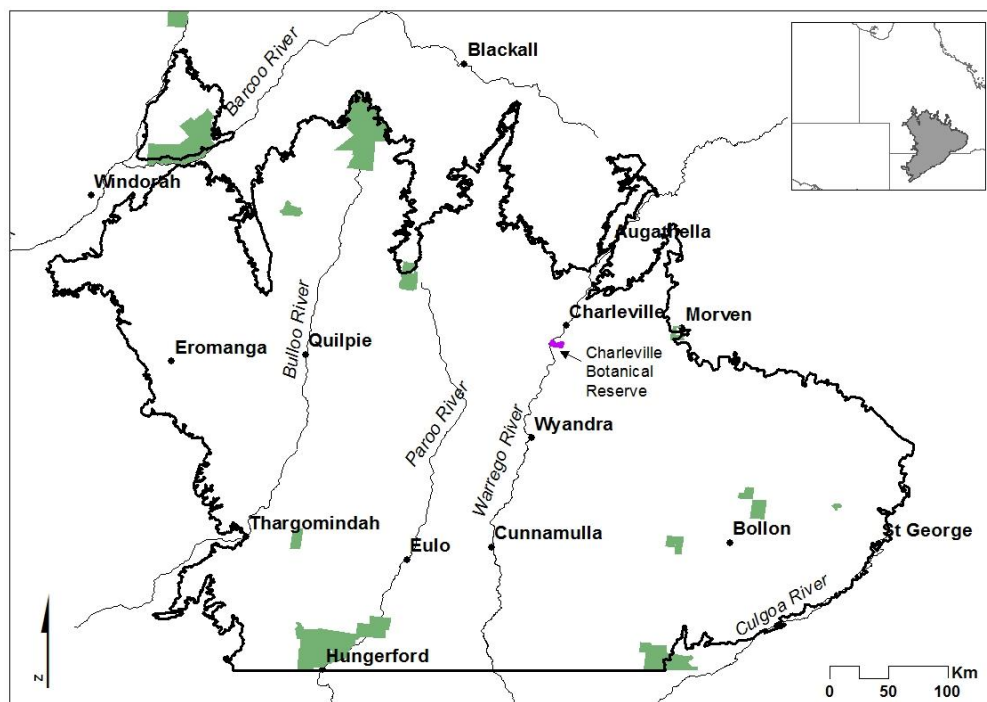 Blackall
Barcoo River
Windorah
Augathella
Charleville
Morven
Bulloo River
Quilpie
Eromanga
Charleville
Botanical
Reserve
Paroo River
Wyandra
Warrego River
Thargomindah
Cunnamulla
Bollon
St George
Eulo
Culgoa River
Hungerford
N
Km
0 25 50 100